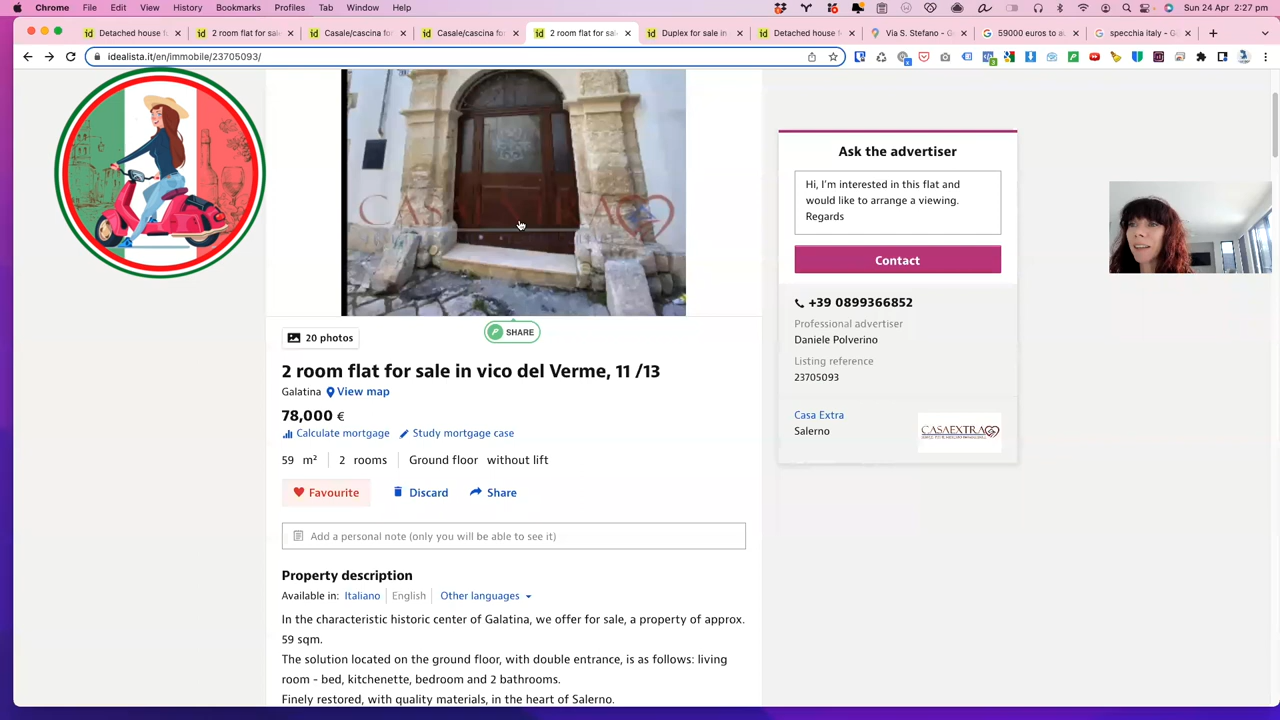 Chrome File Edit View History Bookmarks Profiles Tab Window Help
Sun 24 Apr 2:27 pm
Detached house fu
2 room flat for sale in
Casale/cascina for
Casale/cascina for
2 room flat for sale
Duplex for sale in
Detached house f
Via S. Stefano - G
59000 euros to au
specchia italy - G
idealista.it/en/immobile/23705093/
20 photos
SHARE
2 room flat for sale in vico del Verme, 11 /13
Galatina View map
78,000 €
Calculate mortgage Study mortgage case
59 m² 2 rooms Ground floor without lift
Favourite Discard Share
Add a personal note (only you will be able to see it)
Property description
Available in: Italiano English Other languages
In the characteristic historic center of Galatina, we offer for sale, a property of approx.
59 sqm.
The solution located on the ground floor, with double entrance, is as follows: living
room - bed, kitchenette, bedroom and 2 bathrooms.
Finely restored, with quality materials, in the heart of Salerno.
Ask the advertiser
Hi, I'm interested in this flat and
would like to arrange a viewing.
Regards
Contact
+39 0899366852
Professional advertiser
Daniele Polverino
Listing reference
23705093
Casa Extra
Salerno
CASAEXTRA